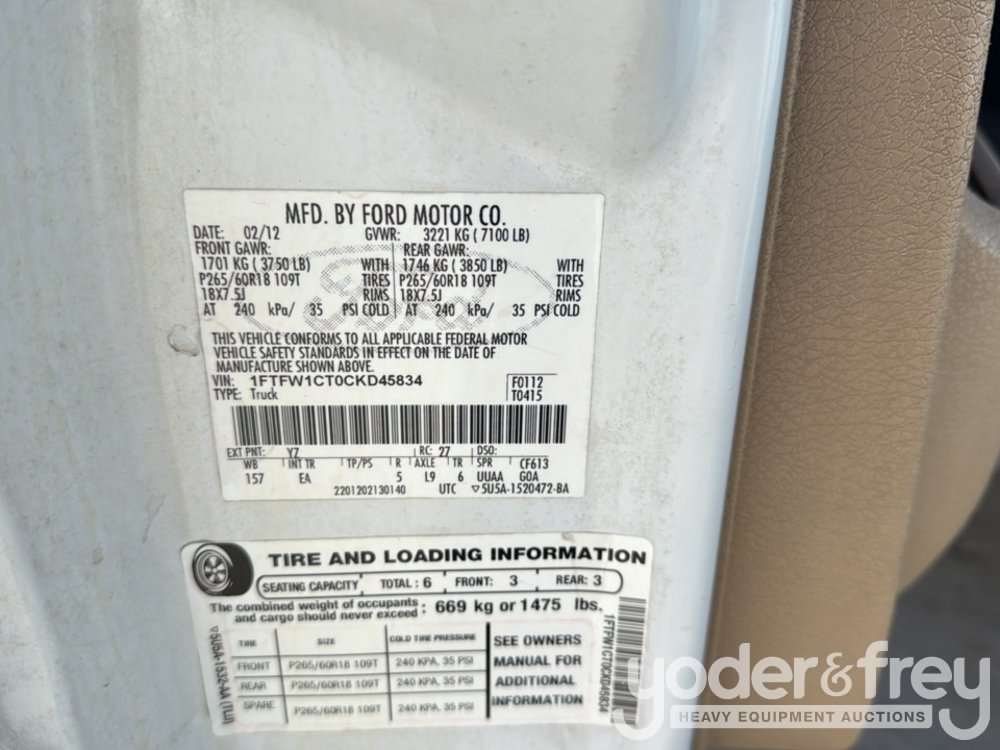 MFD. BY FORD MOTOR CO.
DATE: 02/12 GVWR: 3221 KG ( 7100 LB)
FRONT GAWR: REAR GAWR:
1701 KG ( 3750 LB) WITH 1746 KG ( 3850 LB) WITH
P265/60R18 109T TIRES P265/60R18 109T TIRES
18X7.5J RIMS 18X7.5J RIMS
AT 240 kPa/ 35 PSI COLD AT 240 kPa/ 35 PSI COLD
Ford
THIS VEHICLE CONFORMS TO ALL APPLICABLE FEDERAL MOTOR
VEHICLE SAFETY STANDARDS IN EFFECT ON THE DATE OF
MANUFACTURE SHOWN ABOVE.
VIN: 1FTFW1CT0CKD45834 F0112
TYPE: Truck T0415
EXT PNT: YZ RC: 27 DSO:
WB INT TR TP/PS R AXLE TR SPR CF613
157 EA 5 L9 6 UUAA G0A
2201202130140 UTC ▽5U5A-1520472-BA
TIRE AND LOADING INFORMATION
SEATING CAPACITY TOTAL : 6 FRONT: 3 REAR: 3
The combined weight of occupants
and cargo should never exceed : 669 kg or 1475 lbs.
TIRE SIZE COLD TIRE PRESSURE SEE OWNERS
FRONT P265/60R18 109T 240 KPA, 35 PSI MANUAL FOR
REAR P265/60R18 109T 240 KPA, 35 PSI ADDITIONAL
SPARE P265/60R18 109T 240 KPA, 35 PSI INFORMATION
▽5U5A-1532-AA (TLU)
1FTFW1CT0CKD45834
yoder&frey
HEAVY EQUIPMENT AUCTIONS